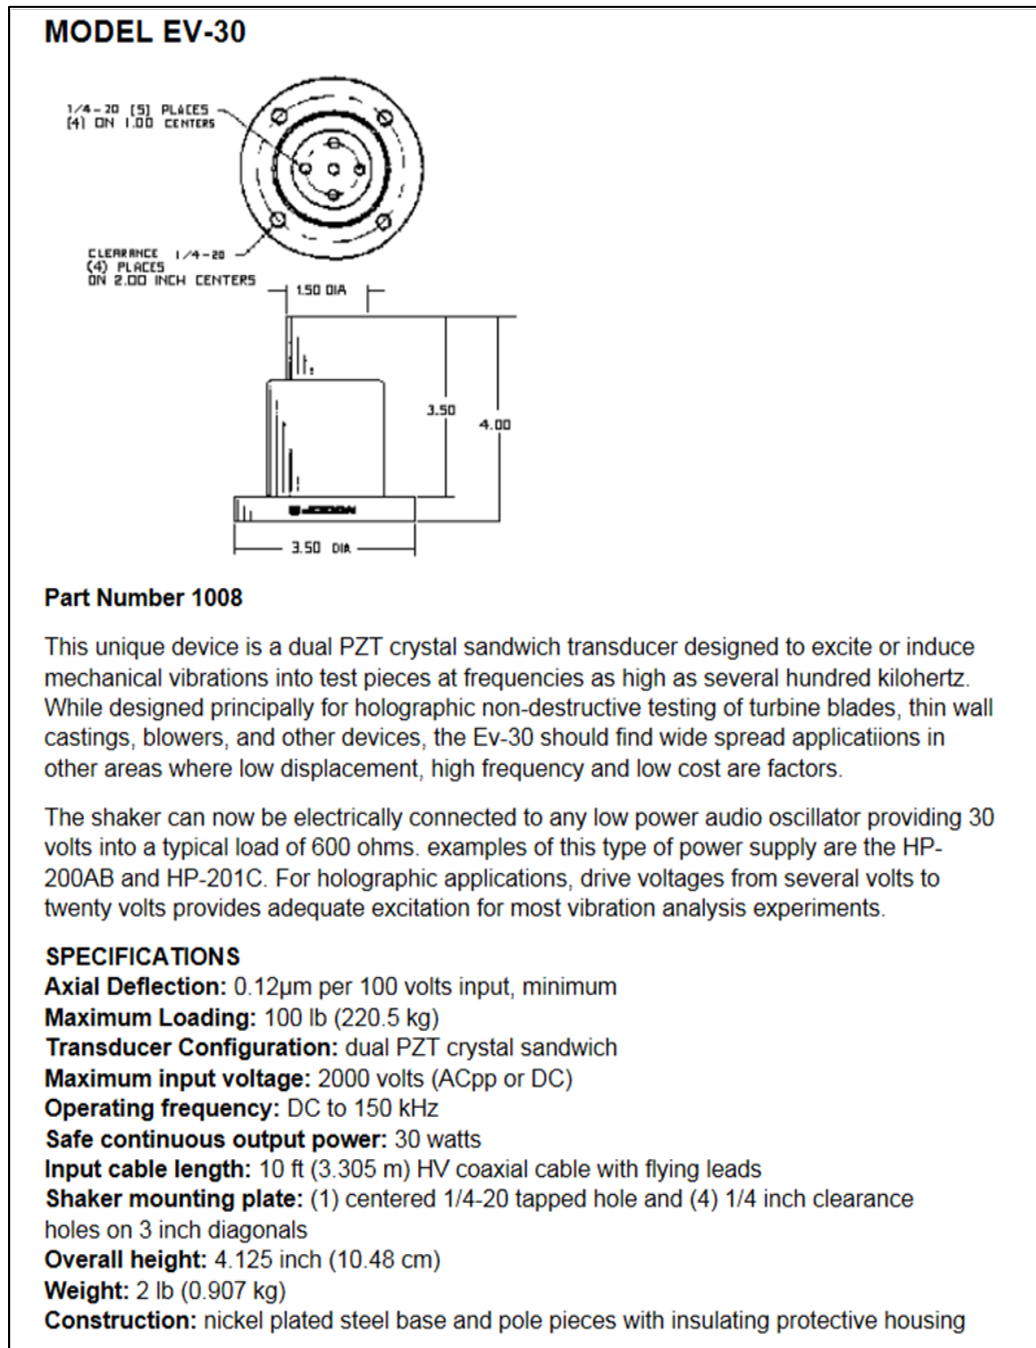 MODEL EV-30
1/4-20 (5) PLACES
(4) ON 1.00 CENTERS
CLEARANCE 1/4-20
(4) PLACES
ON 2.00 INCH CENTERS
1.50 DIA
3.50
4.00
JODON
3.50 DIA
Part Number 1008
This unique device is a dual PZT crystal sandwich transducer designed to excite or induce
mechanical vibrations into test pieces at frequencies as high as several hundred kilohertz.
While designed principally for holographic non-destructive testing of turbine blades, thin wall
castings, blowers, and other devices, the Ev-30 should find wide spread applicatiions in
other areas where low displacement, high frequency and low cost are factors.
The shaker can now be electrically connected to any low power audio oscillator providing 30
volts into a typical load of 600 ohms. examples of this type of power supply are the HP-
200AB and HP-201C. For holographic applications, drive voltages from several volts to
twenty volts provides adequate excitation for most vibration analysis experiments.
SPECIFICATIONS
Axial Deflection: 0.12µm per 100 volts input, minimum
Maximum Loading: 100 lb (220.5 kg)
Transducer Configuration: dual PZT crystal sandwich
Maximum input voltage: 2000 volts (ACpp or DC)
Operating frequency: DC to 150 kHz
Safe continuous output power: 30 watts
Input cable length: 10 ft (3.305 m) HV coaxial cable with flying leads
Shaker mounting plate: (1) centered 1/4-20 tapped hole and (4) 1/4 inch clearance
holes on 3 inch diagonals
Overall height: 4.125 inch (10.48 cm)
Weight: 2 lb (0.907 kg)
Construction: nickel plated steel base and pole pieces with insulating protective housing